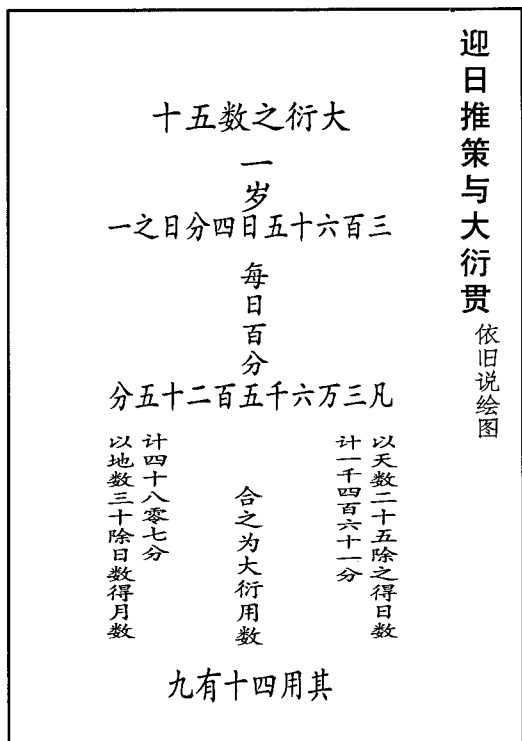 迎日推策与大衍贯
依旧说绘图
大衍之数五十
一岁
三百六十五日四分日之一
每日百分
凡三万六千五百二十五分
以天数二十五除之得日数
计一千四百六十一分
合之为大衍用数
计四十八零七分
以地数三十除日数得月数
其用四十有九